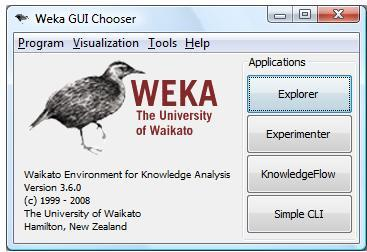 Weka GUI Chooser
Program Visualization Tools Help
WEKA
The University
of Waikato
Waikato Environment for Knowledge Analysis
Version 3.6.0
(c) 1999 - 2008
The University of Waikato
Hamilton, New Zealand
Applications
Explorer
Experimenter
KnowledgeFlow
Simple CLI